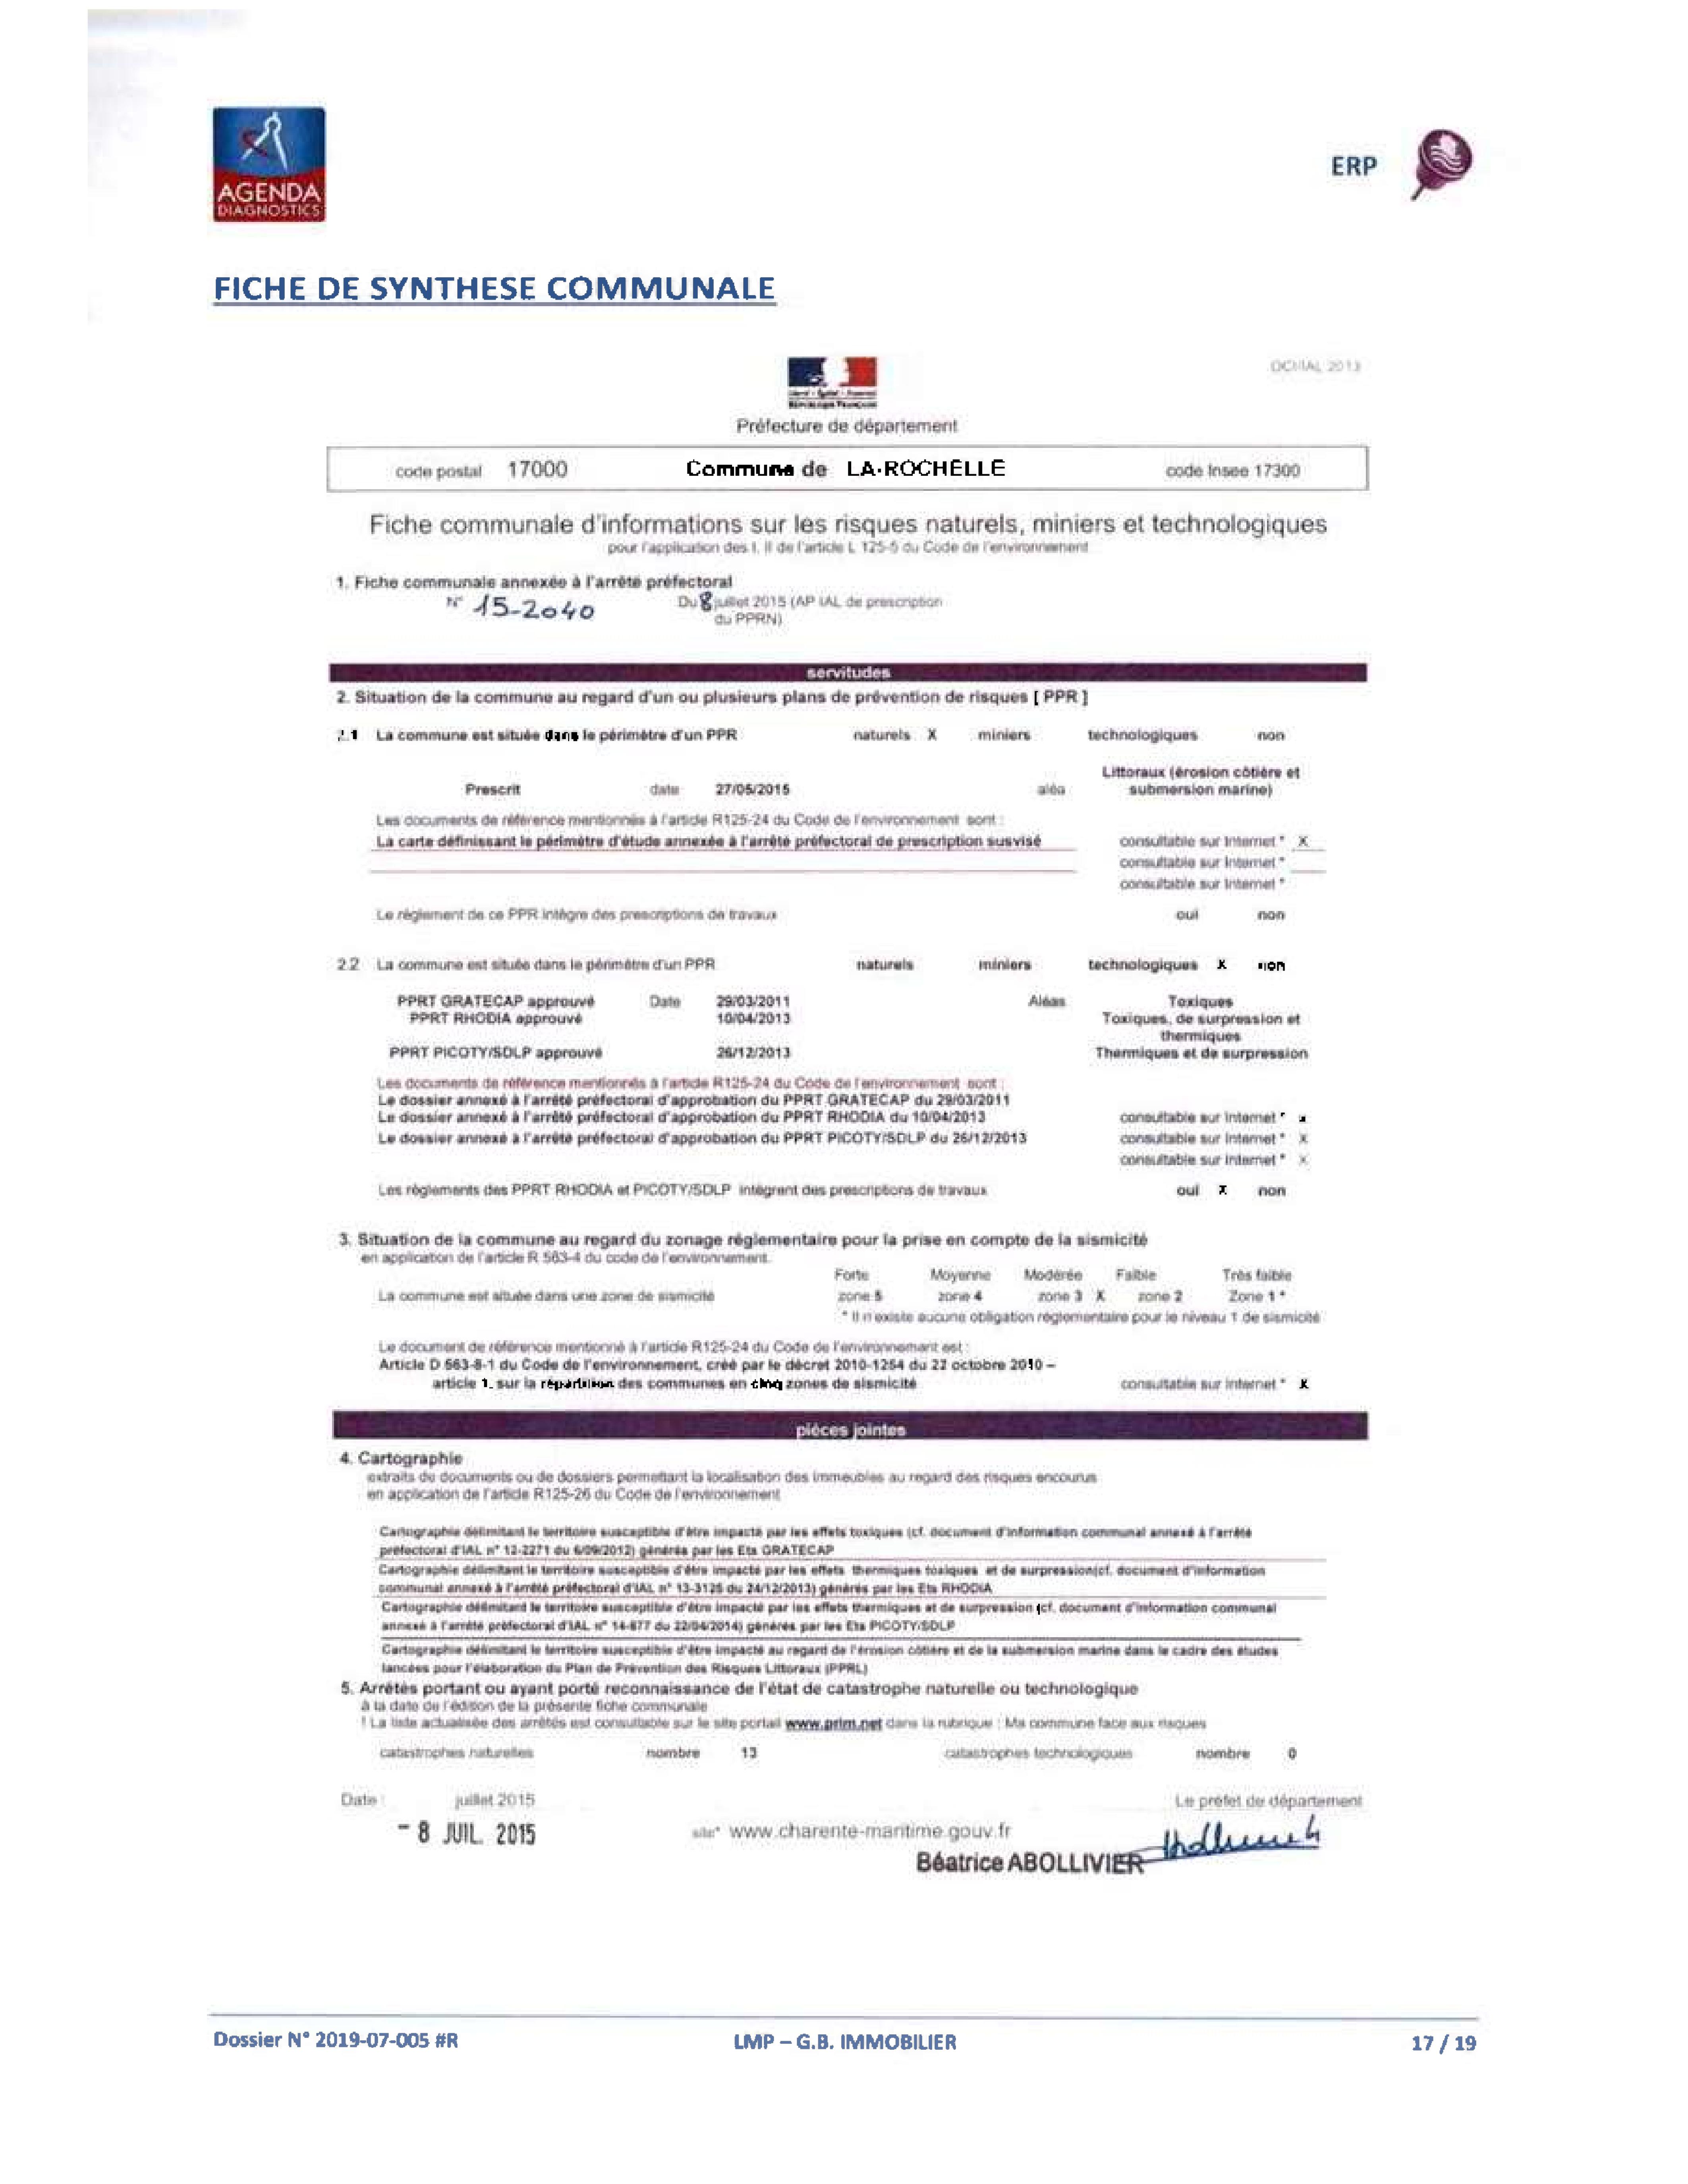 AGENDA
DIAGNOSTICS
ERP
FICHE DE SYNTHESE COMMUNALE
Préfecture de département
code postal 17000 Commune de LA-ROCHELLE code Insee 17300
Fiche communale d'informations sur les risques naturels, miniers et technologiques
pour l'application des I, II de l'article L 125-5 du Code de l'environnement
1. Fiche communale annexée à l'arrêté préfectoral
N° 15-2040 Du 8 juillet 2015 (AP IAL de prescription
du PPRN)
servitudes
2. Situation de la commune au regard d'un ou plusieurs plans de prévention de risques [ PPR ]
2.1 La commune est située dans le périmètre d'un PPR naturels X miniers technologiques non
Littoraux (érosion côtière et
Prescrit date 27/05/2015 aléa submersion marine)
Les documents de référence mentionnés à l'article R125-24 du Code de l'environnement sont :
La carte définissant le périmètre d'étude annexée à l'arrêté préfectoral de prescription susvisé consultable sur Internet * X
consultable sur Internet *
consultable sur Internet *
Le règlement de ce PPR intègre des prescriptions de travaux oui non
2.2 La commune est située dans le périmètre d'un PPR naturels miniers technologiques X non
PPRT GRATECAP approuvé Date 29/03/2011 Aléas Toxiques
PPRT RHODIA approuvé 10/04/2013 Toxiques, de surpression et
thermiques
PPRT PICOTY/SDLP approuvé 26/12/2013 Thermiques et de surpression
Les documents de référence mentionnés à l'article R125-24 du Code de l'environnement sont :
Le dossier annexé à l'arrêté préfectoral d'approbation du PPRT GRATECAP du 29/03/2011
Le dossier annexé à l'arrêté préfectoral d'approbation du PPRT RHODIA du 10/04/2013 consultable sur Internet * x
Le dossier annexé à l'arrêté préfectoral d'approbation du PPRT PICOTY/SDLP du 26/12/2013 consultable sur Internet * X
consultable sur Internet * X
Les règlements des PPRT RHODIA et PICOTY/SDLP intègrent des prescriptions de travaux oui X non
3. Situation de la commune au regard du zonage réglementaire pour la prise en compte de la sismicité
en application de l'article R 563-4 du code de l'environnement.
Forte Moyenne Modérée Faible Très faible
La commune est située dans une zone de sismicité zone 5 zone 4 zone 3 X zone 2 Zone 1 *
* Il n'existe aucune obligation réglementaire pour le niveau 1 de sismicité
Le document de référence mentionné à l'article R125-24 du Code de l'environnement est :
Article D 563-8-1 du Code de l'environnement, créé par le décret 2010-1254 du 22 octobre 2010 –
article 1. sur la répartition des communes en cinq zones de sismicité consultable sur internet * X
pièces jointes
4. Cartographie
extraits de documents ou de dossiers permettant la localisation des immeubles au regard des risques encourus
en application de l'article R125-26 du Code de l'environnement
Cartographie délimitant le territoire susceptible d'être impacté par les effets toxiques (cf. document d'information communal annexé à l'arrêté
préfectoral d'IAL n° 12-2271 du 6/09/2012) générés par les Ets GRATECAP
Cartographie délimitant le territoire susceptible d'être impacté par les effets thermiques toxiques et de surpression(cf. document d'information
communal annexé à l'arrêté préfectoral d'IAL n° 13-3125 du 24/12/2013) générés par les Ets RHODIA
Cartographie délimitant le territoire susceptible d'être impacté par les effets thermiques et de surpression (cf. document d'information communal
annexé à l'arrêté préfectoral d'IAL n° 14-877 du 22/04/2014) générés par les Ets PICOTY/SDLP
Cartographie délimitant le territoire susceptible d'être impacté au regard de l'érosion côtière et de la submersion marine dans le cadre des études
lancées pour l'élaboration du Plan de Prévention des Risques Littoraux (PPRL)
5. Arrêtés portant ou ayant porté reconnaissance de l'état de catastrophe naturelle ou technologique
à la date de l'édition de la présente fiche communale
! La liste actualisée des arrêtés est consultable sur le site portail www.prim.net dans la rubrique : Ma commune face aux risques
catastrophes naturelles nombre 13 catastrophes technologiques nombre 0
Date : juillet 2015 Le préfet de département
- 8 JUIL. 2015 site* www.charente-maritime.gouv.fr
Béatrice ABOLLIVIER
Dossier N° 2019-07-005 #R LMP – G.B. IMMOBILIER 17 / 19